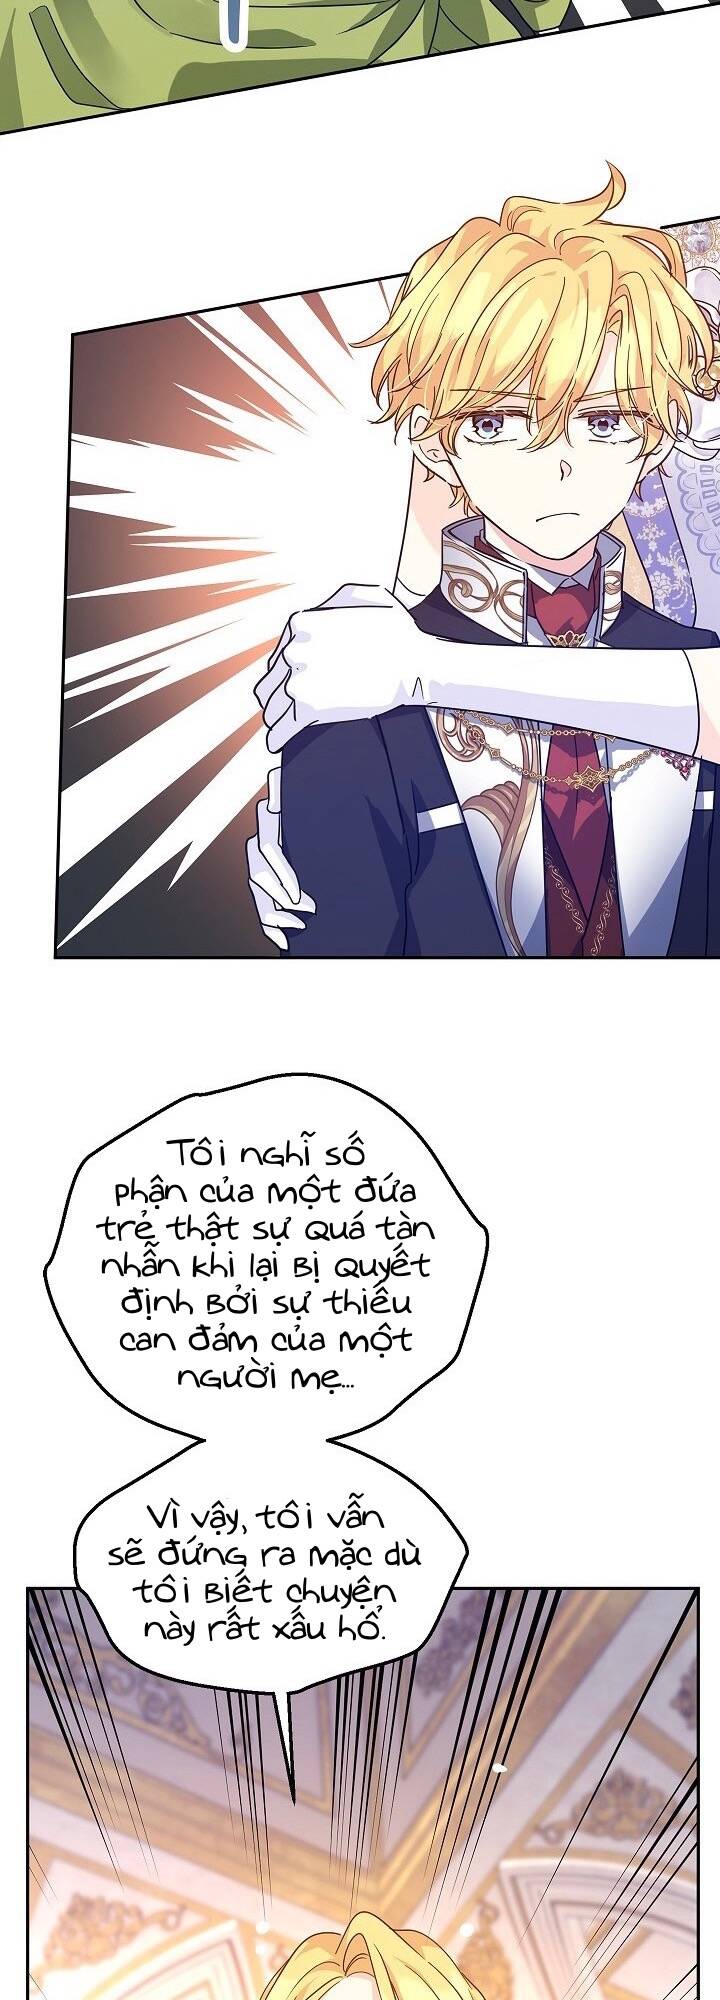 Tôi nghĩ số
phận của một đứa
trẻ thật sự quá tàn
nhẫn khi lại bị quyết
định bởi sự thiếu
can đảm của một
người mẹ...
Vì vậy, tôi vẫn
sẽ đứng ra mặc dù
tôi biết chuyện
này rất xấu hổ.